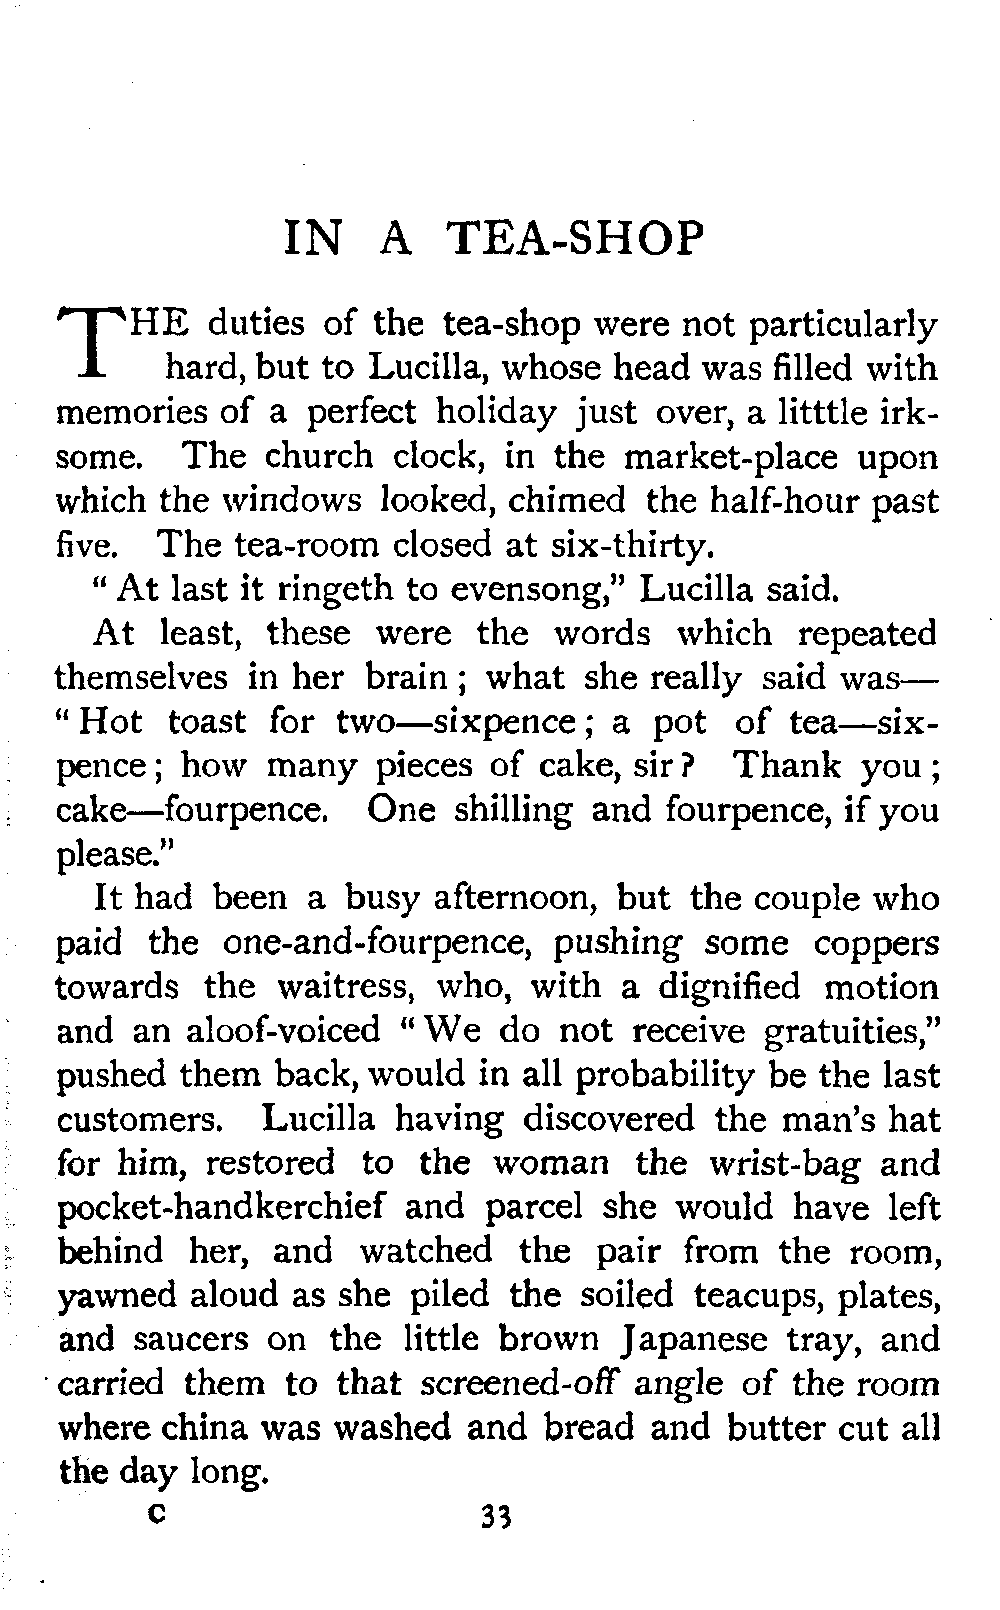 IN A TEA-SHOP
THE duties of the tea-shop were not particularly
hard, but to Lucilla, whose head was filled with
memories of a perfect holiday just over, a litttle irk-
some. The church clock, in the market-place upon
which the windows looked, chimed the half-hour past
five. The tea-room closed at six-thirty.
“ At last it ringeth to evensong,” Lucilla said.
At least, these were the words which repeated
themselves in her brain ; what she really said was—
“ Hot toast for two—sixpence ; a pot of tea—six-
pence ; how many pieces of cake, sir ? Thank you ;
cake—fourpence. One shilling and fourpence, if you
please.”
It had been a busy afternoon, but the couple who
paid the one-and-fourpence, pushing some coppers
towards the waitress, who, with a dignified motion
and an aloof-voiced “ We do not receive gratuities,”
pushed them back, would in all probability be the last
customers. Lucilla having discovered the man's hat
for him, restored to the woman the wrist-bag and
pocket-handkerchief and parcel she would have left
behind her, and watched the pair from the room,
yawned aloud as she piled the soiled teacups, plates,
and saucers on the little brown Japanese tray, and
carried them to that screened-off angle of the room
where china was washed and bread and butter cut all
the day long.
C 33